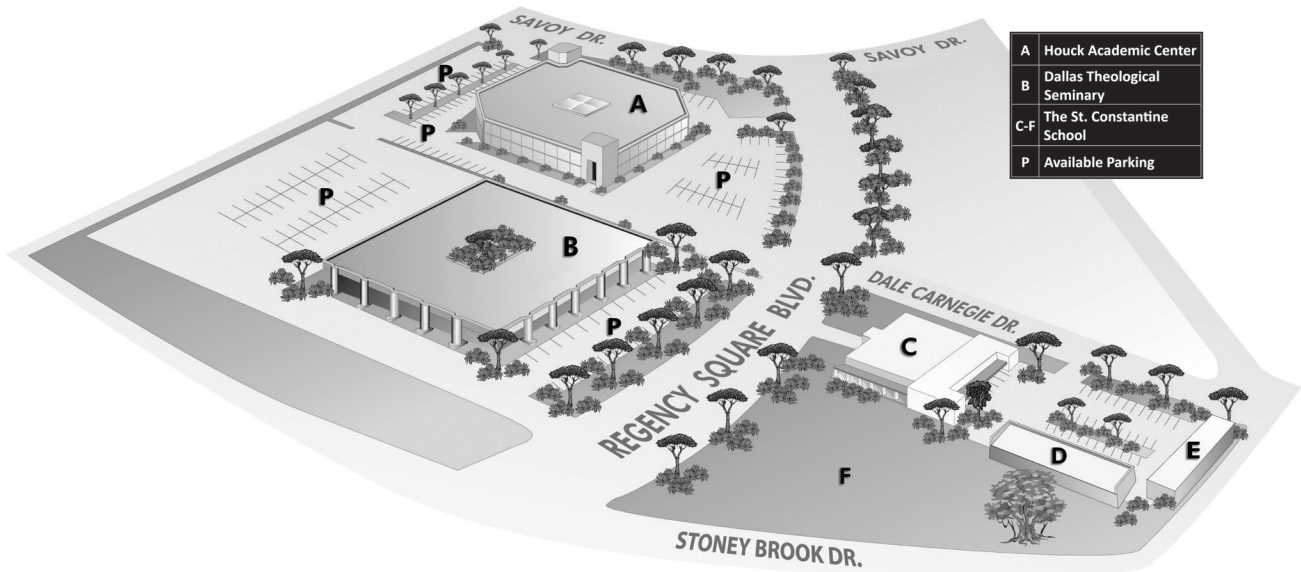 SAVOY DR.
SAVOY DR.
A Houck Academic Center
B Dallas Theological
Seminary
C-F The St. Constantine
School
P Available Parking
P
A
P
P
P
B
P
REGENCY SQUARE BLVD.
DALE CARNEGIE DR.
C
D
E
F
STONEY BROOK DR.